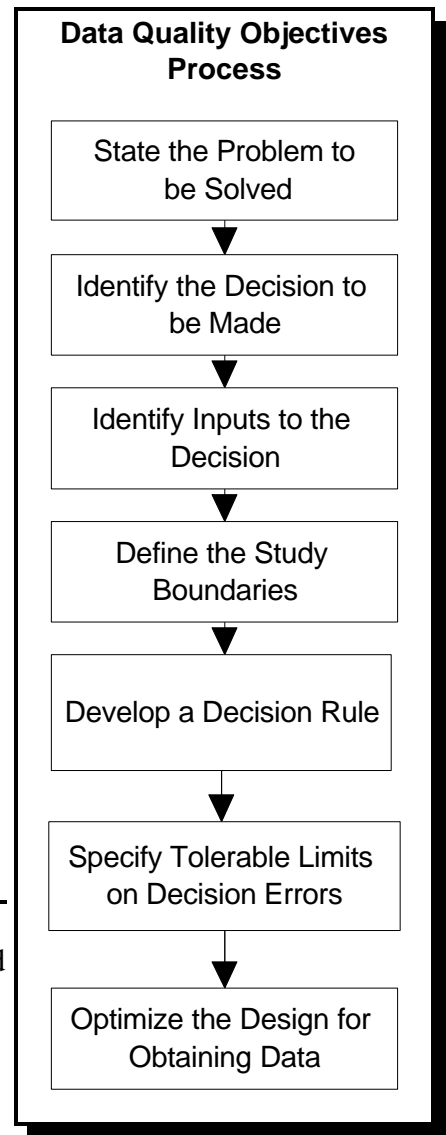 Data Quality Objectives
Process
State the Problem to
be Solved
Identify the Decision to
be Made
Identify Inputs to the
Decision
Define the Study
Boundaries
Develop a Decision Rule
Specify Tolerable Limits
on Decision Errors
Optimize the Design for
Obtaining Data